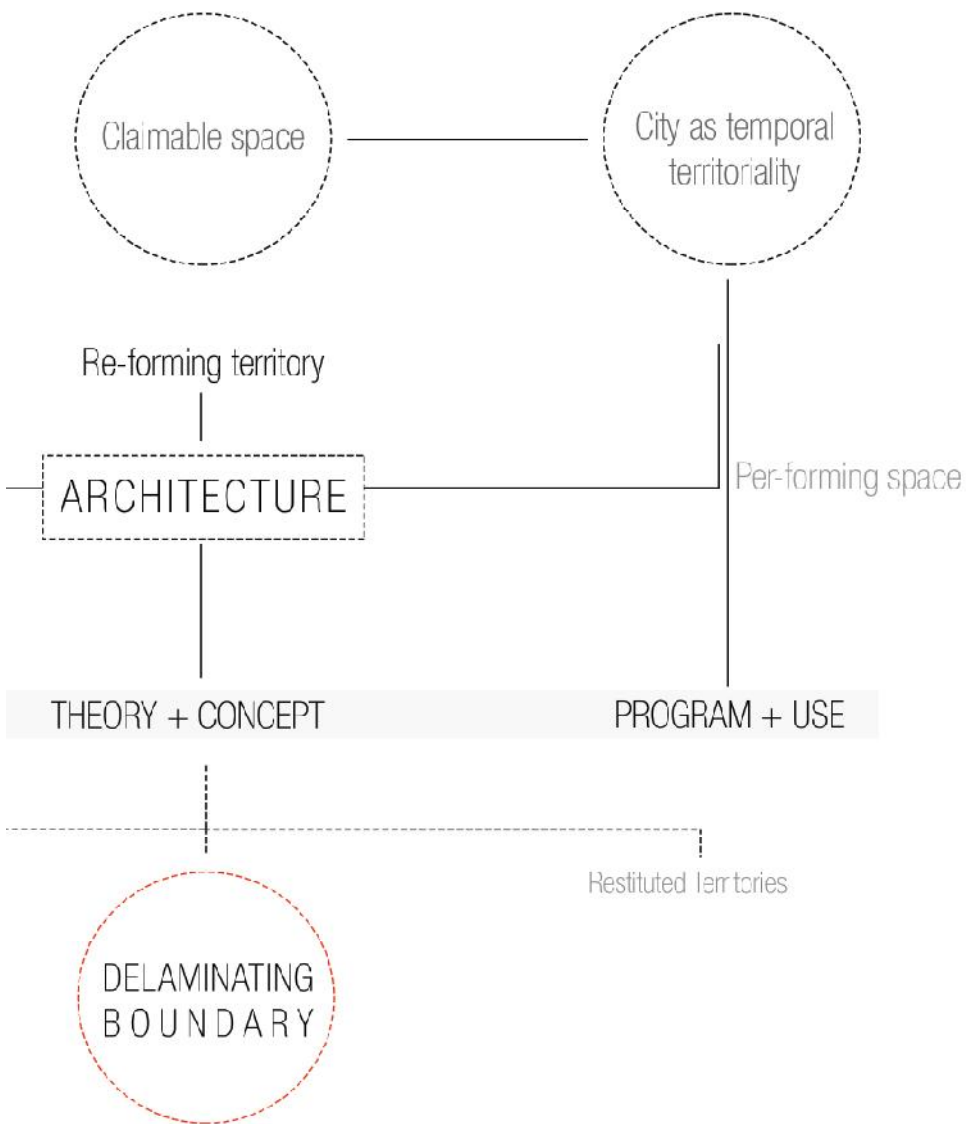 Claimable space
City as temporal
territoriality
Re-forming territory
ARCHITECTURE
Per-forming space
THEORY + CONCEPT
PROGRAM + USE
Restituted Territories
DELAMINATING
BOUNDARY